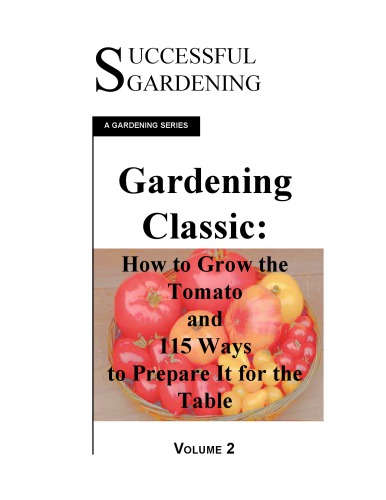 SUCCESSFUL
GARDENING
A GARDENING SERIES
Gardening
Classic:
How to Grow the
Tomato
and
115 Ways
to Prepare It for the
Table
VOLUME 2